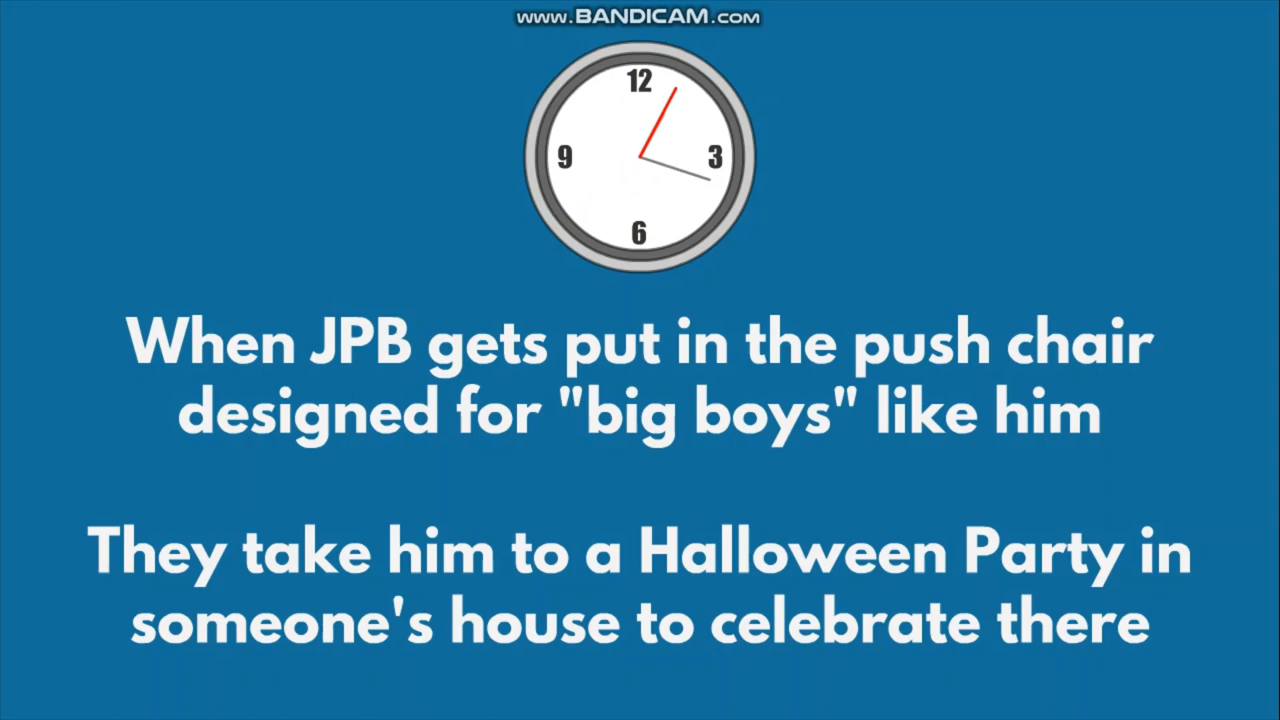 www.BANDICAM.com
12
9
3
6
When JPB gets put in the push chair
designed for "big boys" like him
They take him to a Halloween Party in
someone's house to celebrate there